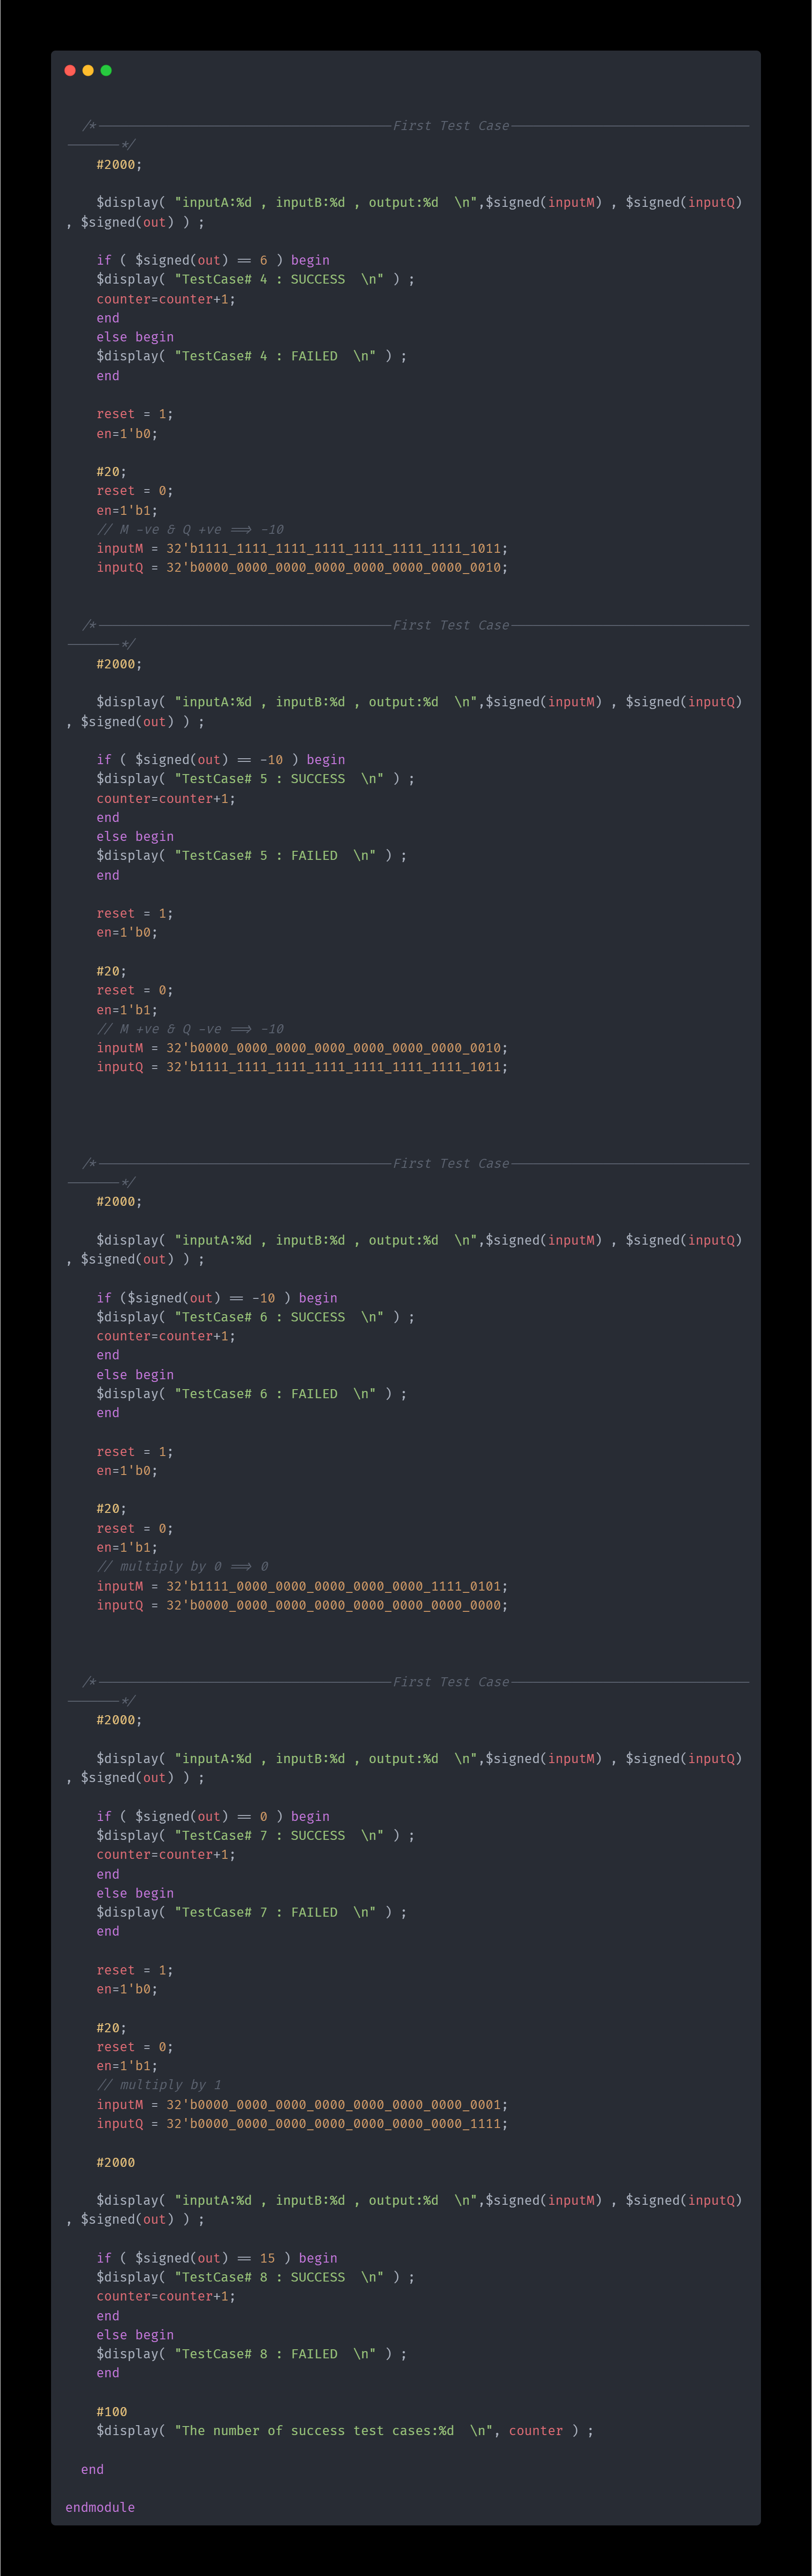 /*--------------------------------------First Test Case-------------------------------
-------*/
#2000;
$display( "inputA:%d , inputB:%d , output:%d  \n",$signed(inputM) , $signed(inputQ)
, $signed(out) ) ;
if ( $signed(out) == 6 ) begin
$display( "TestCase# 4 : SUCCESS  \n" ) ;
counter=counter+1;
end
else begin
$display( "TestCase# 4 : FAILED  \n" ) ;
end
reset = 1;
en=1'b0;
#20;
reset = 0;
en=1'b1;
// M -ve & Q +ve ==> -10
inputM = 32'b1111_1111_1111_1111_1111_1111_1111_1011;
inputQ = 32'b0000_0000_0000_0000_0000_0000_0000_0010;
/*--------------------------------------First Test Case-------------------------------
-------*/
#2000;
$display( "inputA:%d , inputB:%d , output:%d  \n",$signed(inputM) , $signed(inputQ)
, $signed(out) ) ;
if ( $signed(out) == -10 ) begin
$display( "TestCase# 5 : SUCCESS  \n" ) ;
counter=counter+1;
end
else begin
$display( "TestCase# 5 : FAILED  \n" ) ;
end
reset = 1;
en=1'b0;
#20;
reset = 0;
en=1'b1;
// M +ve & Q -ve ==> -10
inputM = 32'b0000_0000_0000_0000_0000_0000_0000_0010;
inputQ = 32'b1111_1111_1111_1111_1111_1111_1111_1011;
/*--------------------------------------First Test Case-------------------------------
-------*/
#2000;
$display( "inputA:%d , inputB:%d , output:%d  \n",$signed(inputM) , $signed(inputQ)
, $signed(out) ) ;
if ($signed(out) == -10 ) begin
$display( "TestCase# 6 : SUCCESS  \n" ) ;
counter=counter+1;
end
else begin
$display( "TestCase# 6 : FAILED  \n" ) ;
end
reset = 1;
en=1'b0;
#20;
reset = 0;
en=1'b1;
// multiply by 0 ==> 0
inputM = 32'b1111_0000_0000_0000_0000_0000_1111_0101;
inputQ = 32'b0000_0000_0000_0000_0000_0000_0000_0000;
/*--------------------------------------First Test Case-------------------------------
-------*/
#2000;
$display( "inputA:%d , inputB:%d , output:%d  \n",$signed(inputM) , $signed(inputQ)
, $signed(out) ) ;
if ( $signed(out) == 0 ) begin
$display( "TestCase# 7 : SUCCESS  \n" ) ;
counter=counter+1;
end
else begin
$display( "TestCase# 7 : FAILED  \n" ) ;
end
reset = 1;
en=1'b0;
#20;
reset = 0;
en=1'b1;
// multiply by 1
inputM = 32'b0000_0000_0000_0000_0000_0000_0000_0001;
inputQ = 32'b0000_0000_0000_0000_0000_0000_0000_1111;
#2000
$display( "inputA:%d , inputB:%d , output:%d  \n",$signed(inputM) , $signed(inputQ)
, $signed(out) ) ;
if ( $signed(out) == 15 ) begin
$display( "TestCase# 8 : SUCCESS  \n" ) ;
counter=counter+1;
end
else begin
$display( "TestCase# 8 : FAILED  \n" ) ;
end
#100
$display( "The number of success test cases:%d  \n", counter ) ;
end
endmodule